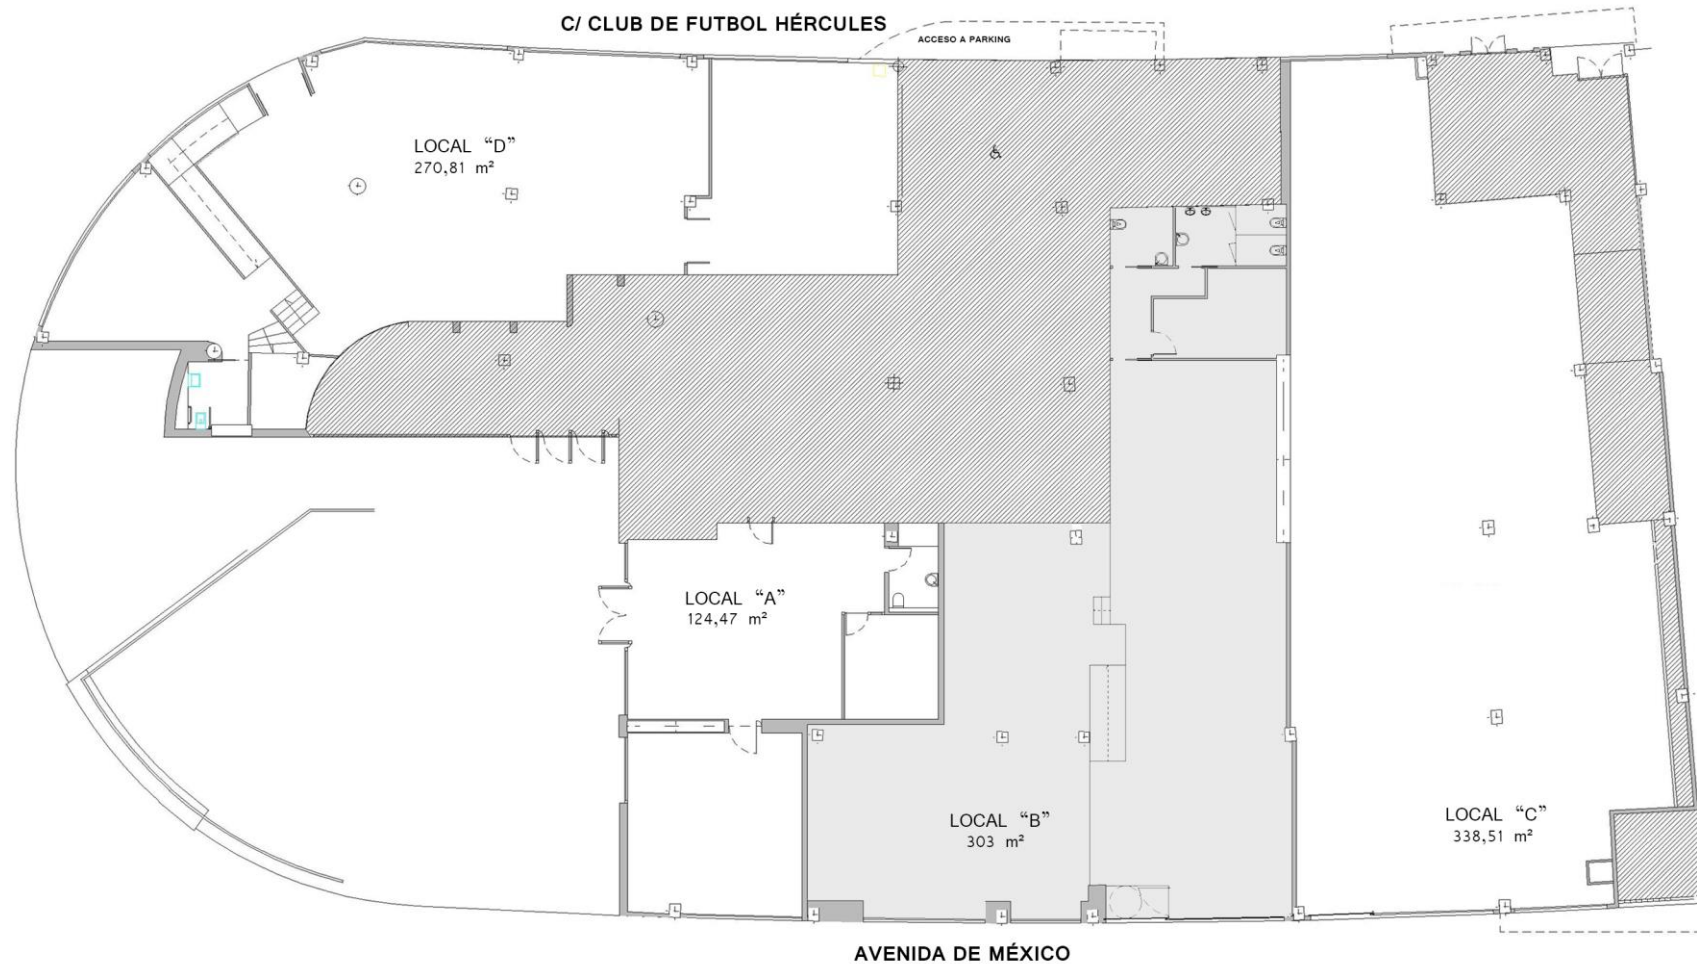 C/ CLUB DE FUTBOL HÉRCULES
ACCESO A PARKING
LOCAL “D”
270,81 m²
LOCAL “A”
124,47 m²
LOCAL “B”
303 m²
LOCAL “C”
338,51 m²
AVENIDA DE MÉXICO